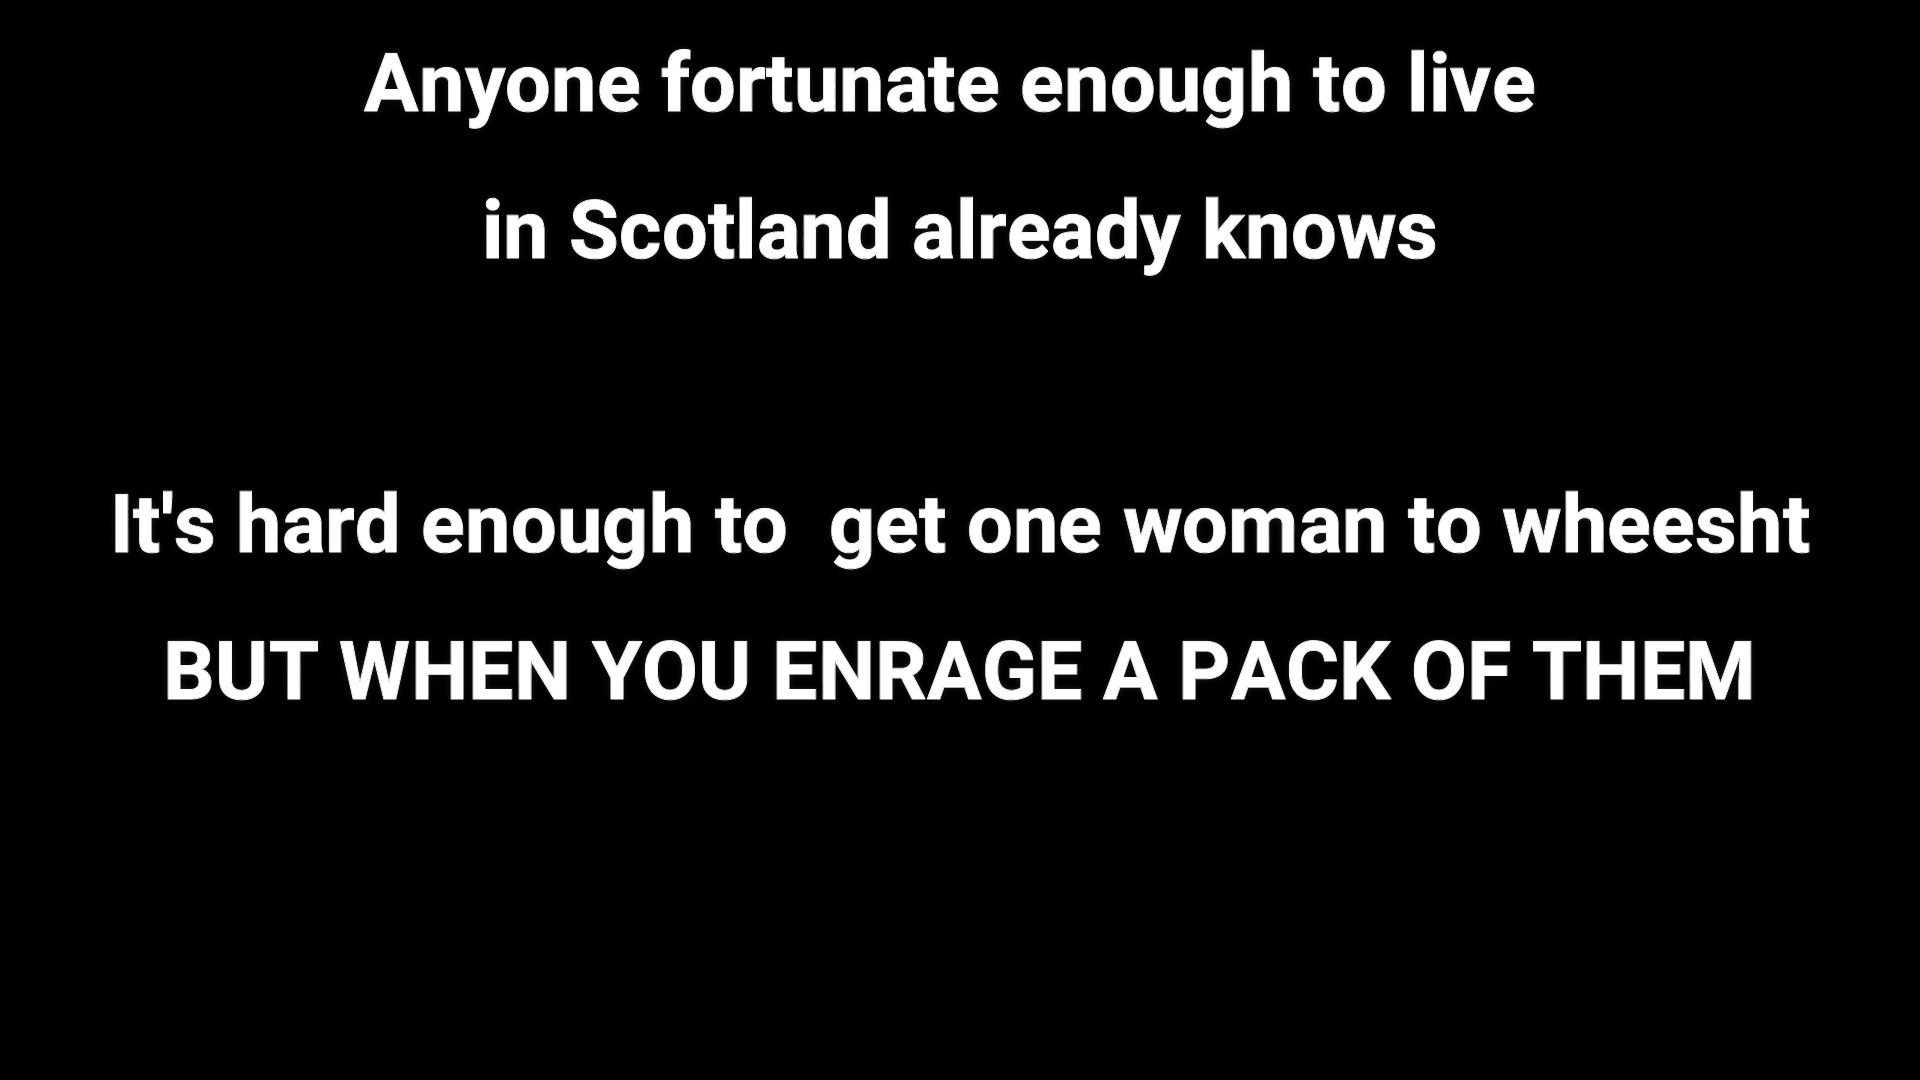 Anyone fortunate enough to live
in Scotland already knows
It's hard enough to  get one woman to wheesht
BUT WHEN YOU ENRAGE A PACK OF THEM